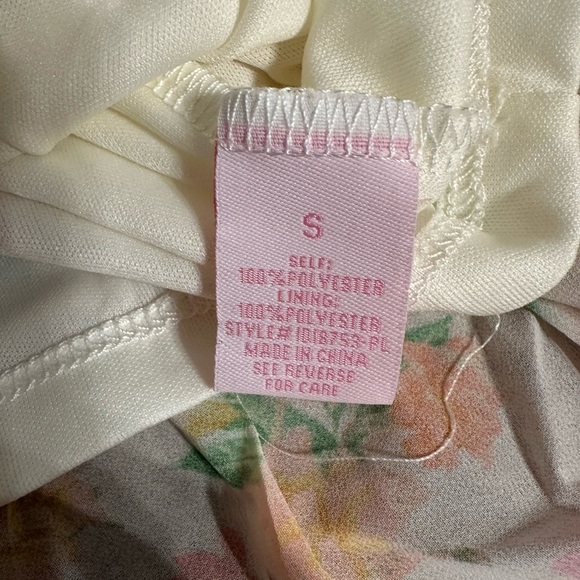 S
SELF:
100%POLYESTER
LINING:
100%POLYESTER
STYLE#ID18753-PL
MADE IN CHINA
SEE REVERSE
FOR CARE